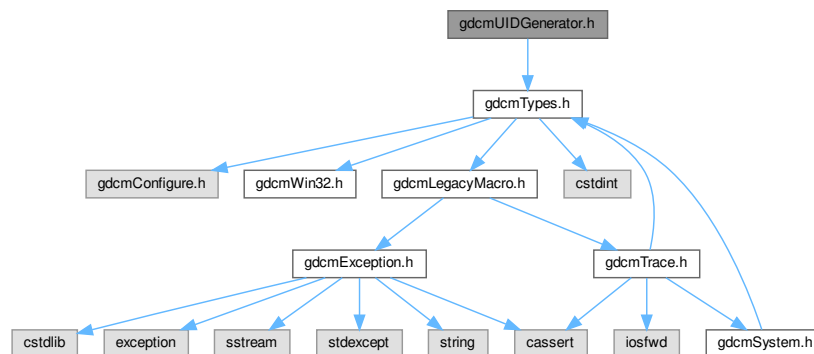 gdcmUIDGenerator.h
gdcmTypes.h
gdcmConfigure.h
gdcmWin32.h
gdcmLegacyMacro.h
cstdint
gdcmException.h
gdcmTrace.h
cstdlib
exception
sstream
stdexcept
string
cassert
iosfwd
gdcmSystem.h